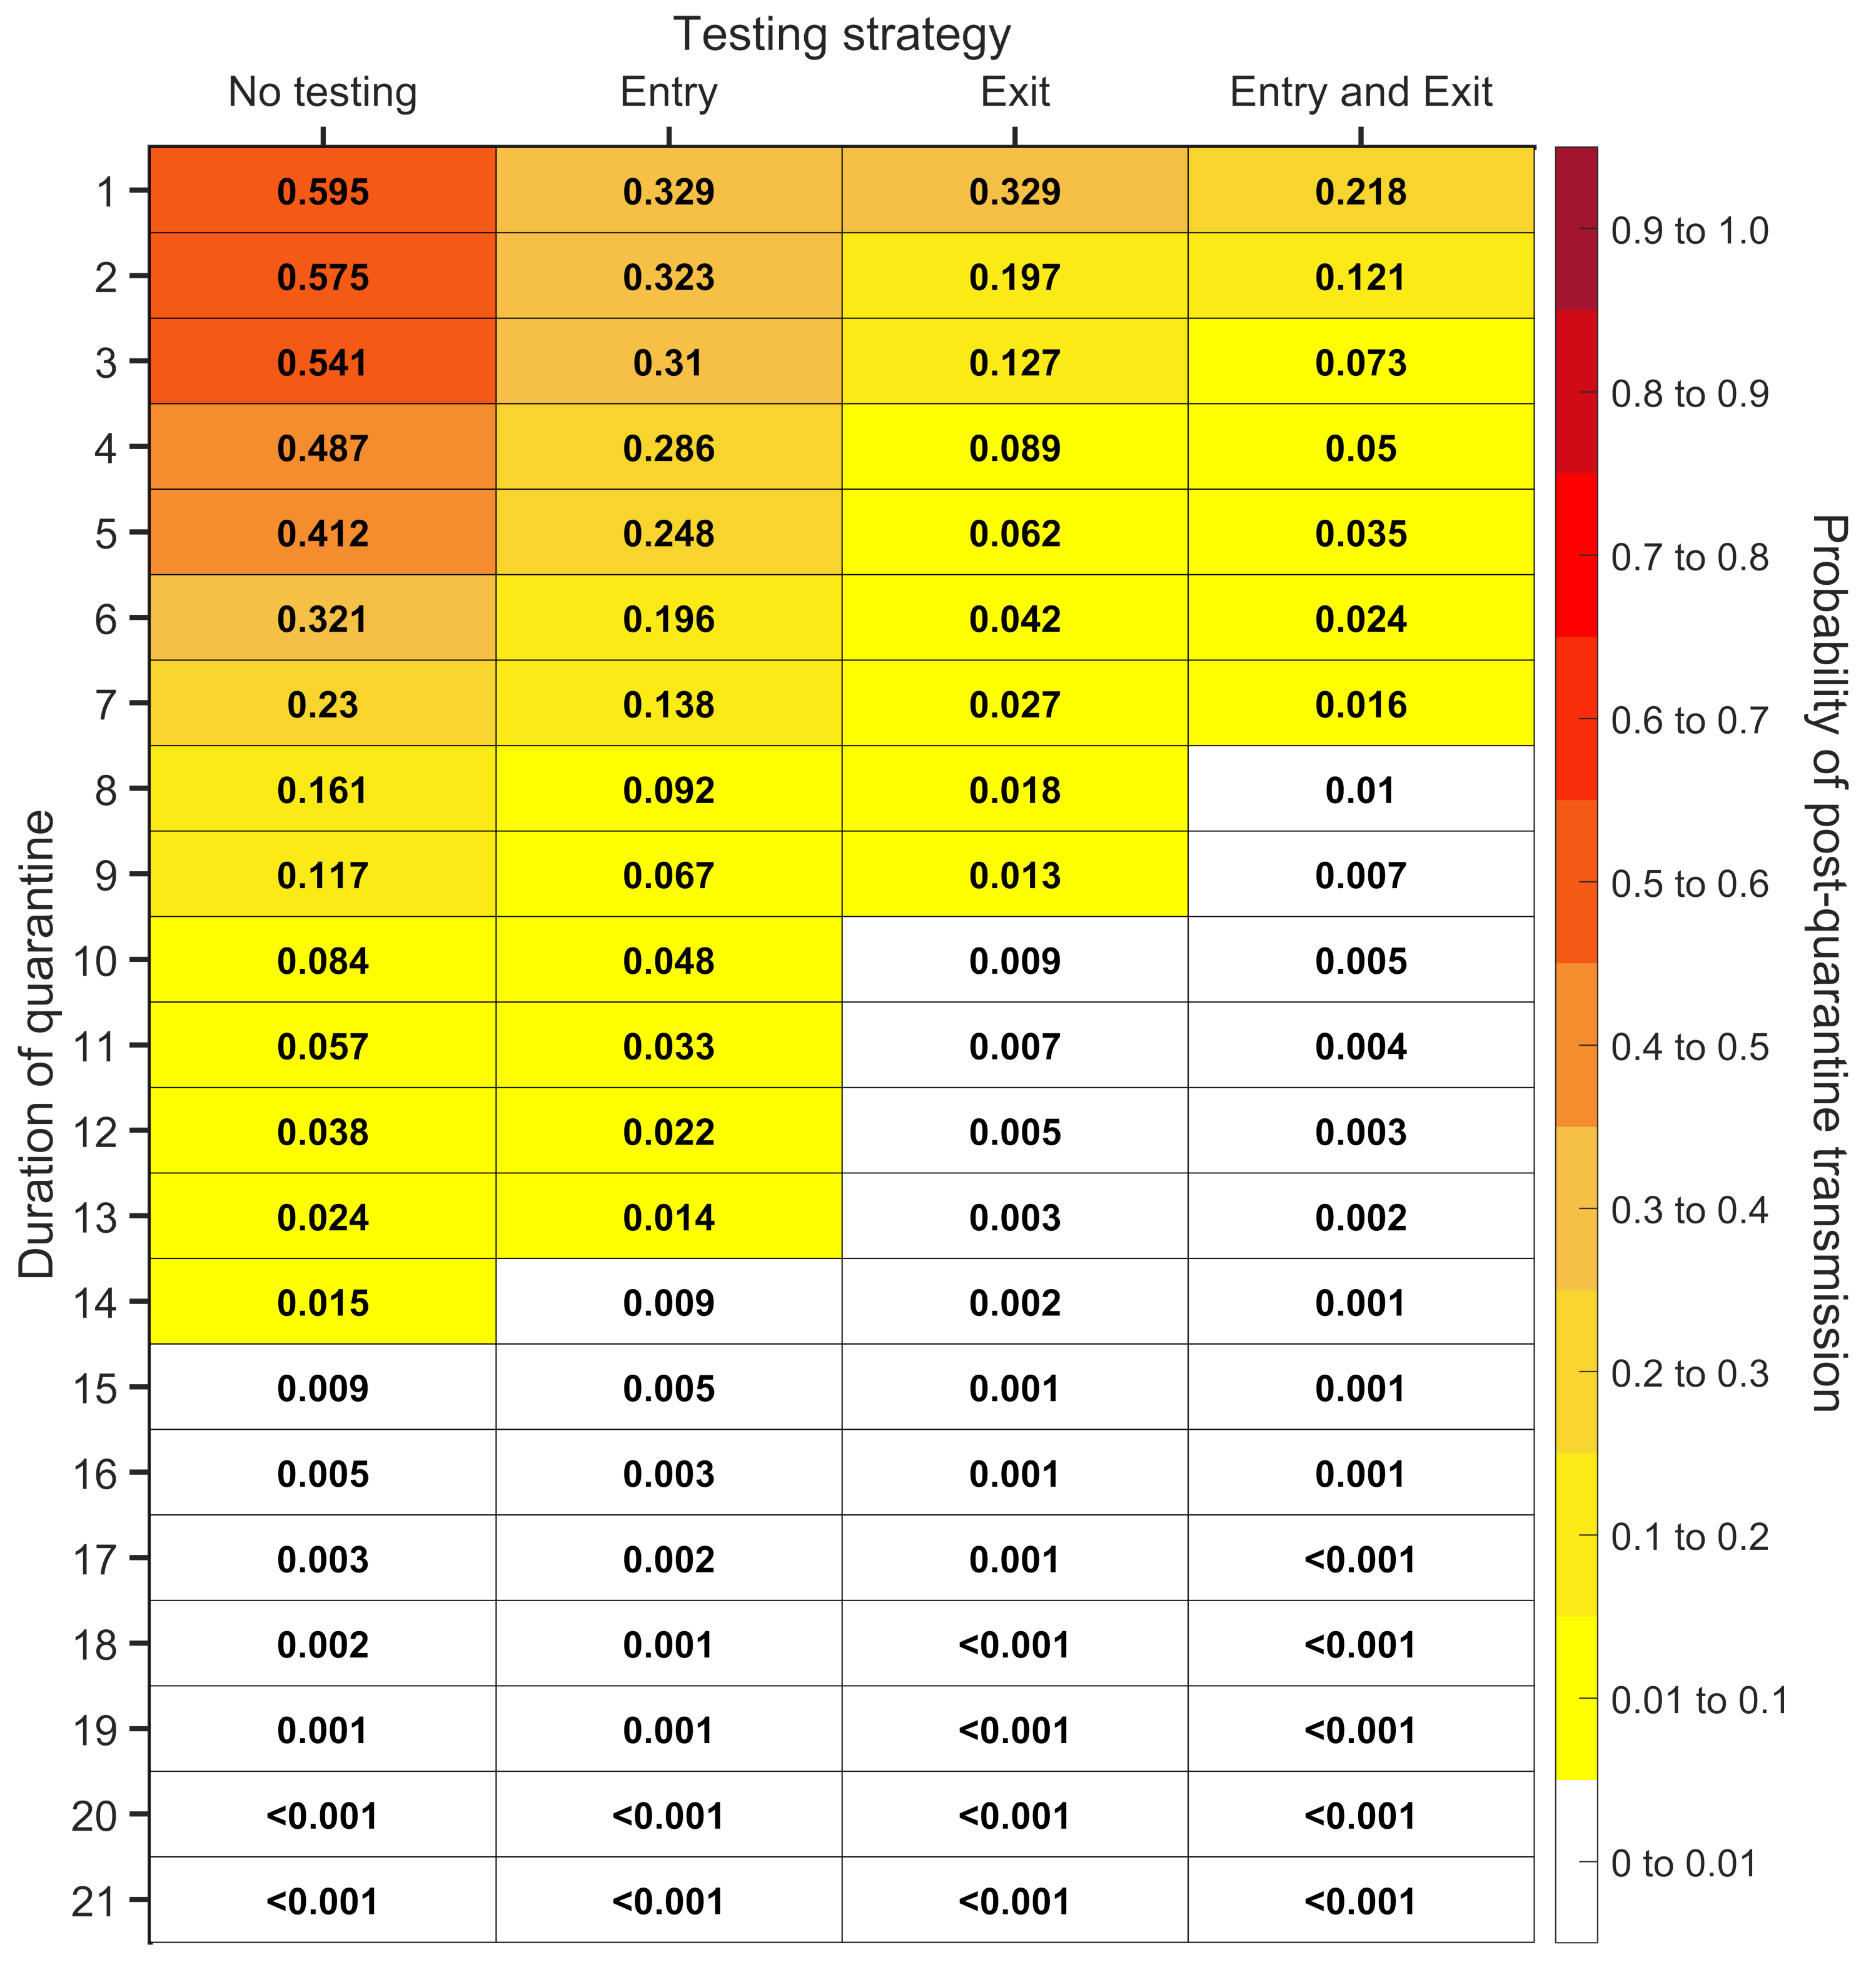 Testing strategy
No testing Entry Exit Entry and Exit
1 0.595 0.329 0.329 0.218
2 0.575 0.323 0.197 0.121
3 0.541 0.31 0.127 0.073
4 0.487 0.286 0.089 0.05
5 0.412 0.248 0.062 0.035
6 0.321 0.196 0.042 0.024
7 0.23 0.138 0.027 0.016
8 0.161 0.092 0.018 0.01
9 0.117 0.067 0.013 0.007
10 0.084 0.048 0.009 0.005
11 0.057 0.033 0.007 0.004
12 0.038 0.022 0.005 0.003
13 0.024 0.014 0.003 0.002
14 0.015 0.009 0.002 0.001
15 0.009 0.005 0.001 0.001
16 0.005 0.003 0.001 0.001
17 0.003 0.002 0.001 <0.001
18 0.002 0.001 <0.001 <0.001
19 0.001 0.001 <0.001 <0.001
20 <0.001 <0.001 <0.001 <0.001
21 <0.001 <0.001 <0.001 <0.001
Duration of quarantine
0.9 to 1.0
0.8 to 0.9
0.7 to 0.8
0.6 to 0.7
0.5 to 0.6
0.4 to 0.5
0.3 to 0.4
0.2 to 0.3
0.1 to 0.2
0.01 to 0.1
0 to 0.01
Probability of post-quarantine transmission